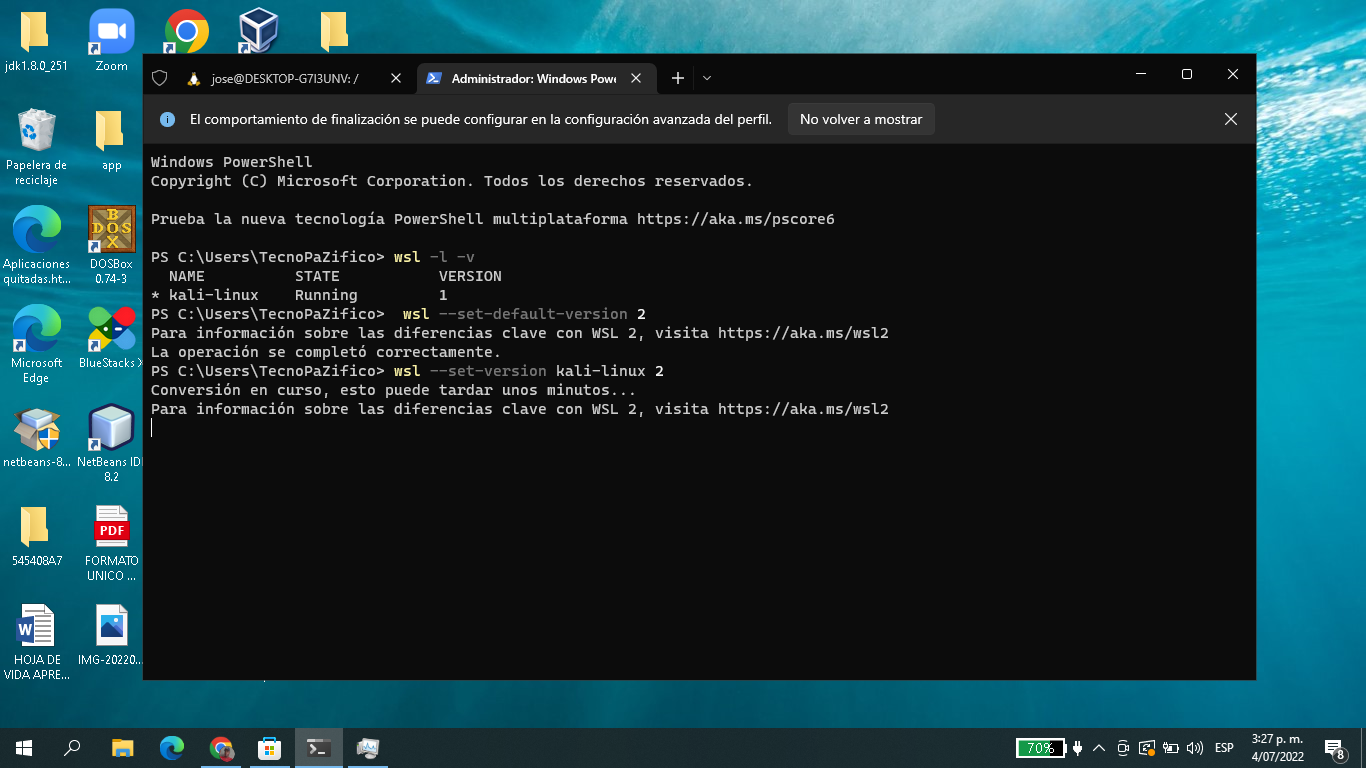 jdk1.8.0_251
Zoom
jose@DESKTOP-G7I3UNV: /
Administrador: Windows Powe
El comportamiento de finalización se puede configurar en la configuración avanzada del perfil.
No volver a mostrar
Papelera de
reciclaje
app
Aplicaciones
quitadas.ht...
BOSX
DOS
DOSBox
0.74-3
Microsoft
Edge
BlueStacks X
netbeans-8...
NetBeans IDE
8.2
545408A7
PDF
FORMATO
UNICO ...
W
HOJA DE
VIDA APRE...
IMG-20220...
Windows PowerShell
Copyright (C) Microsoft Corporation. Todos los derechos reservados.
Prueba la nueva tecnología PowerShell multiplataforma https://aka.ms/pscore6
PS C:\Users\TecnoPaZifico> wsl -l -v
  NAME          STATE           VERSION
* kali-linux    Running         1
PS C:\Users\TecnoPaZifico>  wsl --set-default-version 2
Para información sobre las diferencias clave con WSL 2, visita https://aka.ms/wsl2
La operación se completó correctamente.
PS C:\Users\TecnoPaZifico> wsl --set-version kali-linux 2
Conversión en curso, esto puede tardar unos minutos...
Para información sobre las diferencias clave con WSL 2, visita https://aka.ms/wsl2
70%
ESP
3:27 p. m.
4/07/2022
8